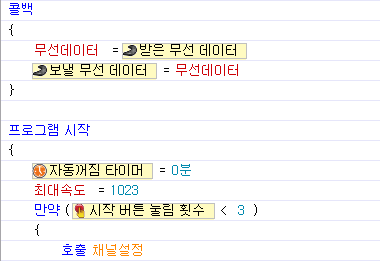 콜백
{
무선데이터 = 받은 무선 데이터
보낼 무선 데이터 = 무선데이터
}
프로그램 시작
{
자동꺼짐 타이머 = 0분
최대속도 = 1023
만약 ( 시작 버튼 눌림 횟수 < 3 )
{
호출 채널설정